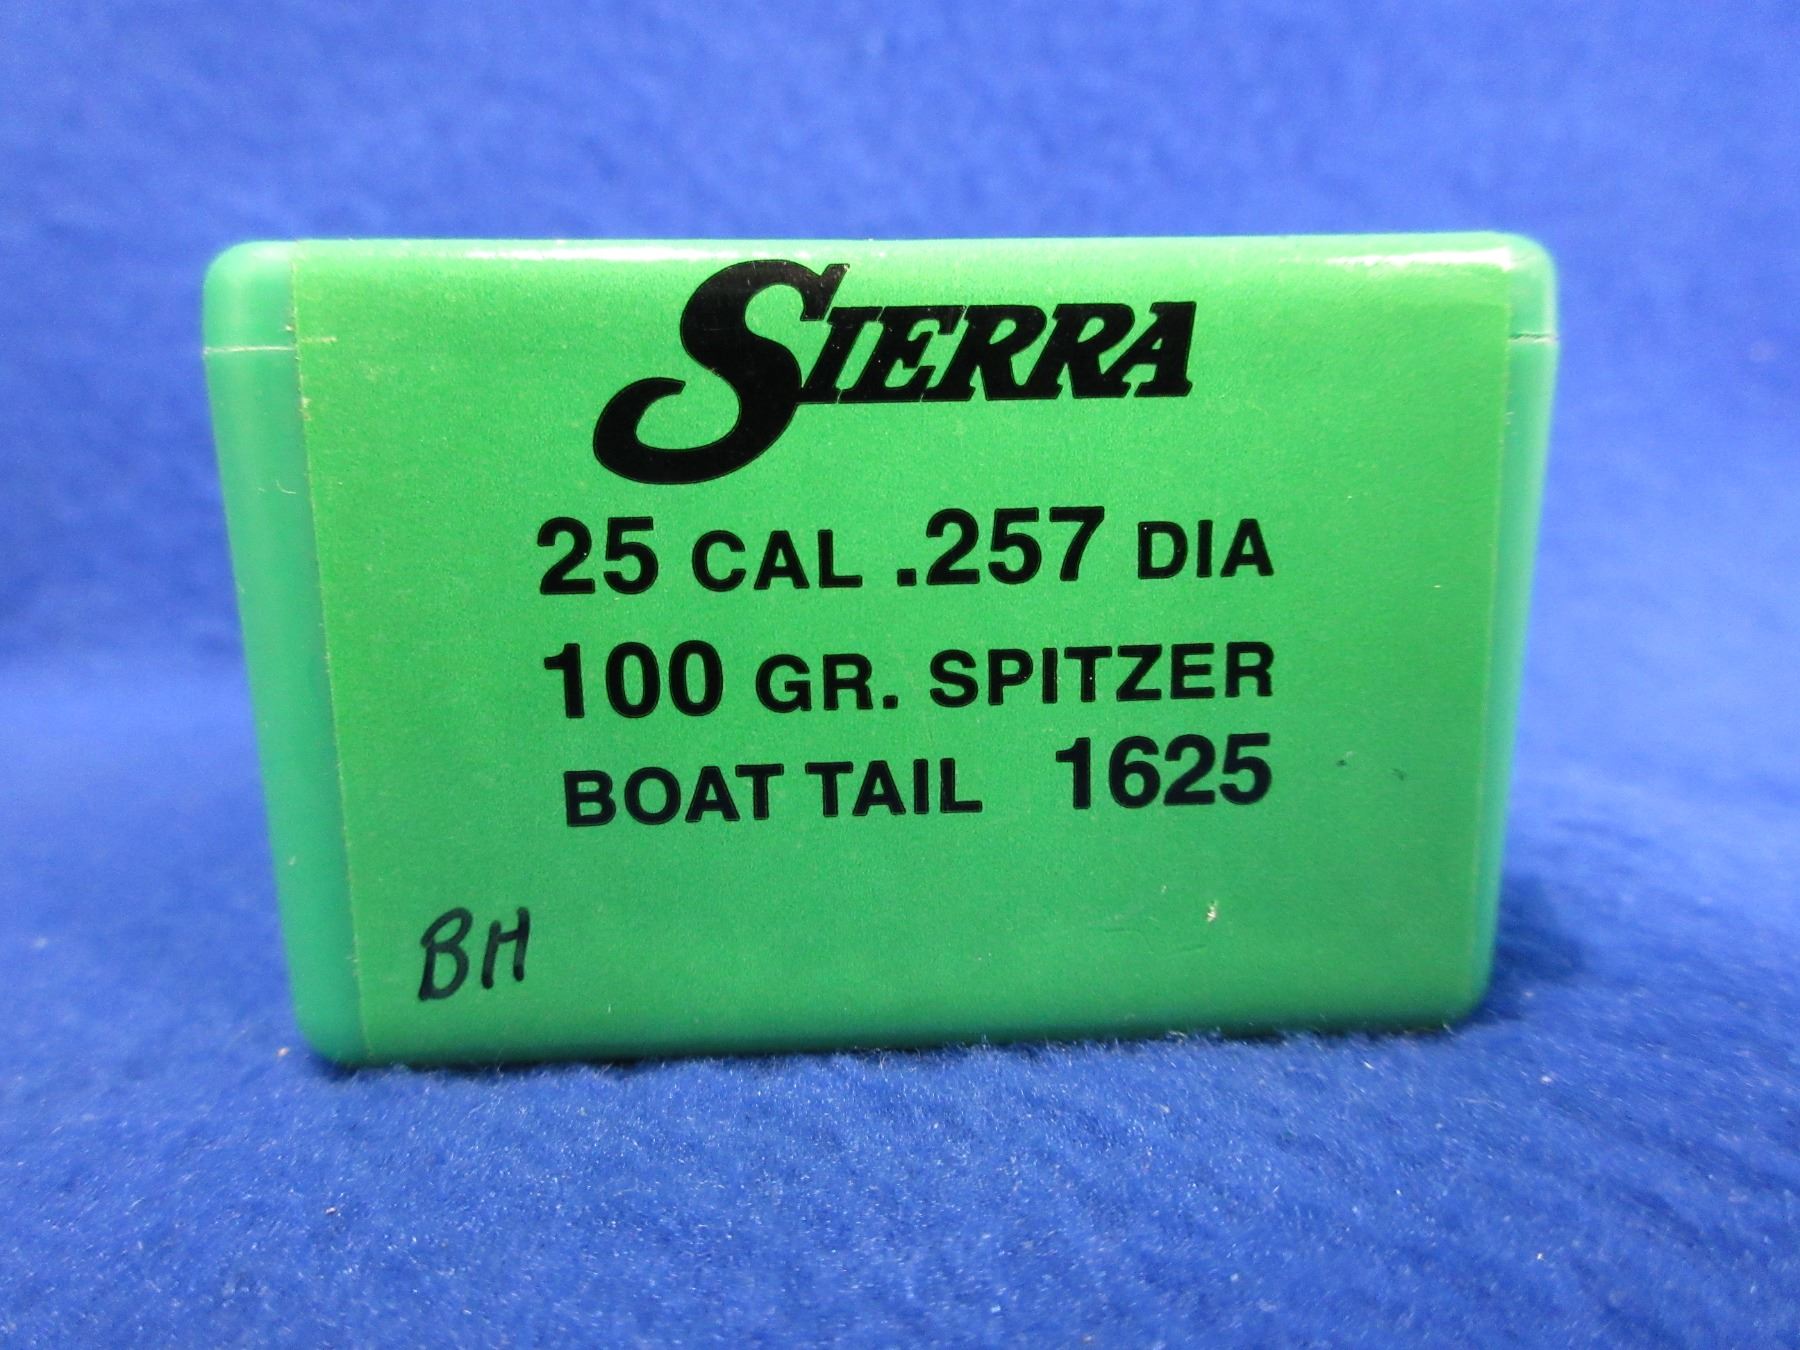 SIERRA
25 CAL .257 DIA
100 GR. SPITZER
BOAT TAIL 1625
BH